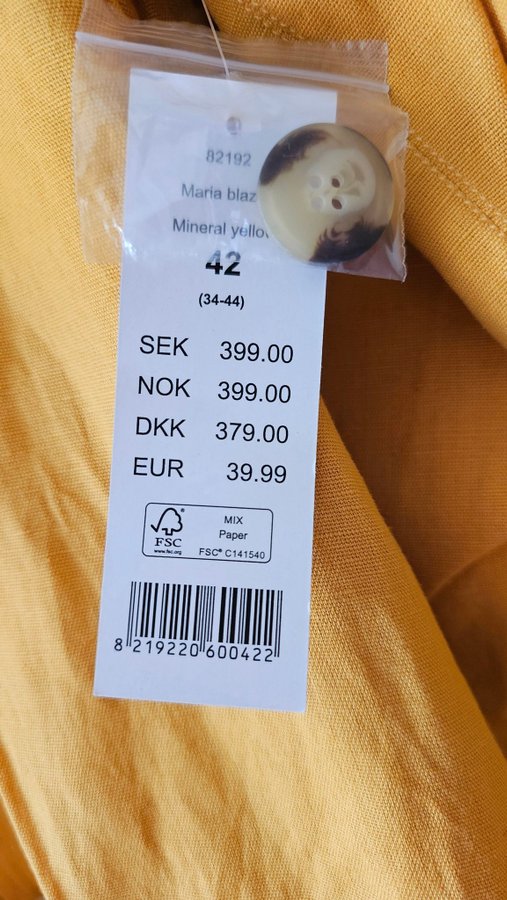 82192
Maria blaz
Mineral yellow
42
(34-44)
SEK 399.00
NOK 399.00
DKK 379.00
EUR 39.99
FSC
www.fsc.org
MIX
Paper
FSC® C141540
8 219220 600422